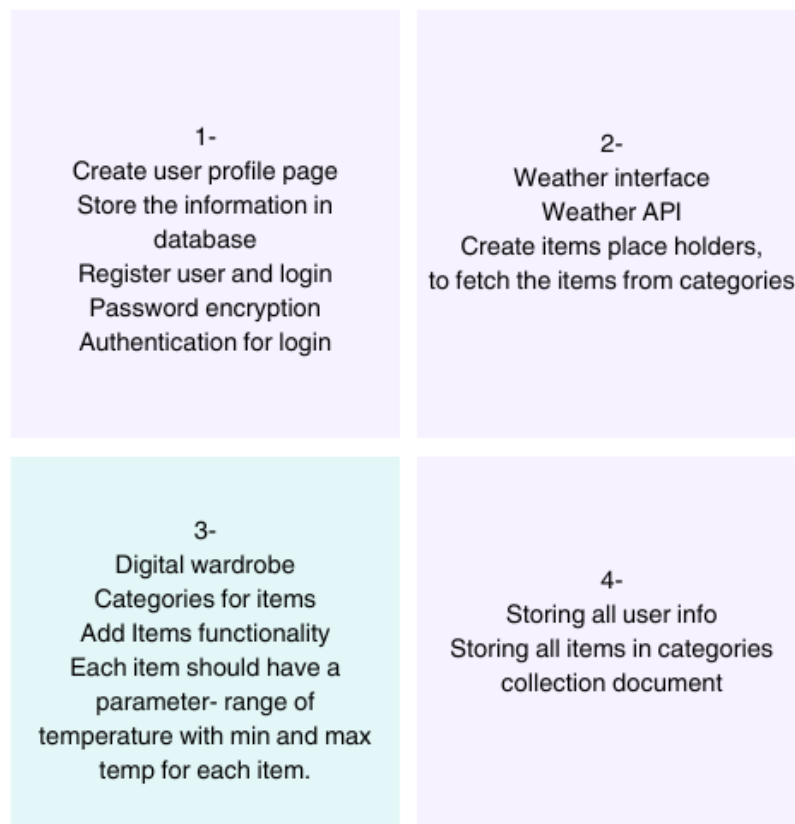 1-
Create user profile page
Store the information in
database
Register user and login
Password encryption
Authentication for login
2-
Weather interface
Weather API
Create items place holders,
to fetch the items from categories
3-
Digital wardrobe
Categories for items
Add Items functionality
Each item should have a
parameter- range of
temperature with min and max
temp for each item.
4-
Storing all user info
Storing all items in categories
collection document